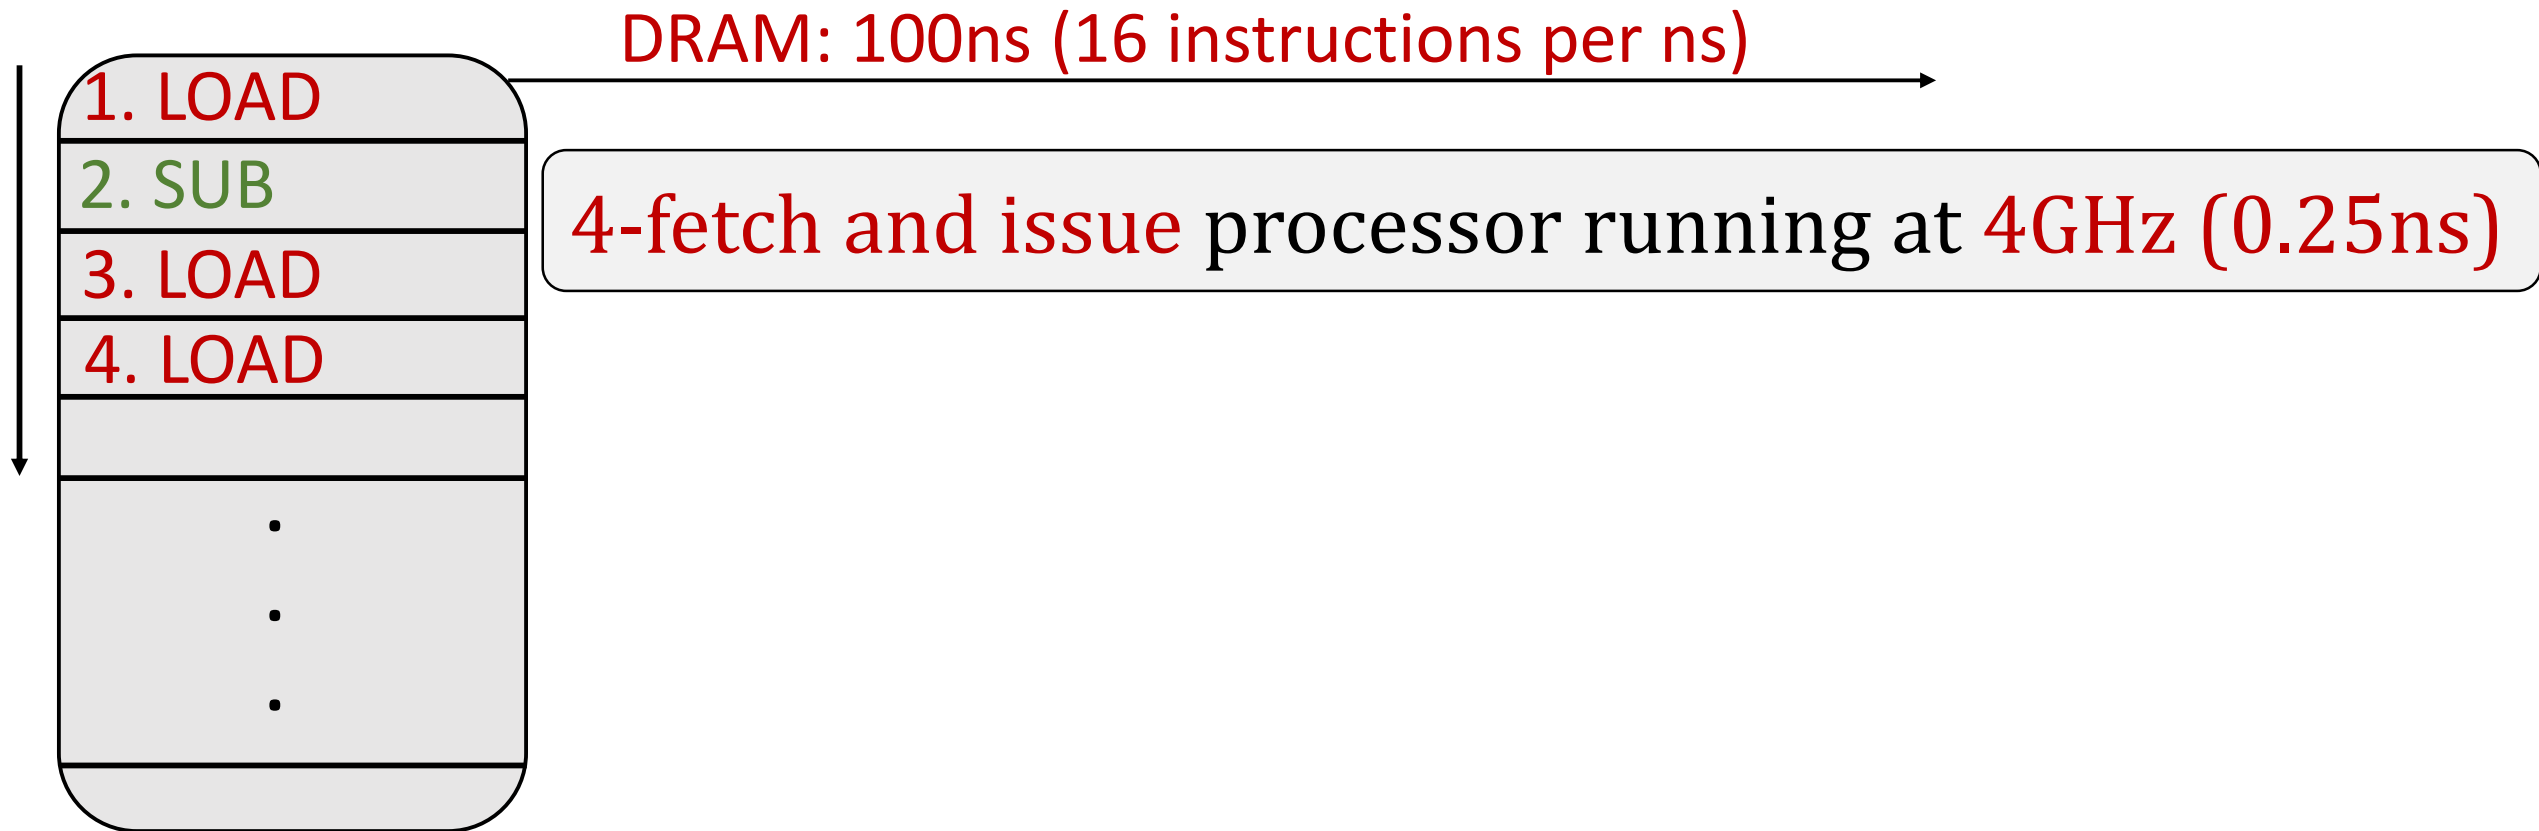 DRAM: 100ns (16 instructions per ns)
1. LOAD
2. SUB
4-fetch and issue processor running at 4GHz (0.25ns)
3. LOAD
4. LOAD
.
.
.